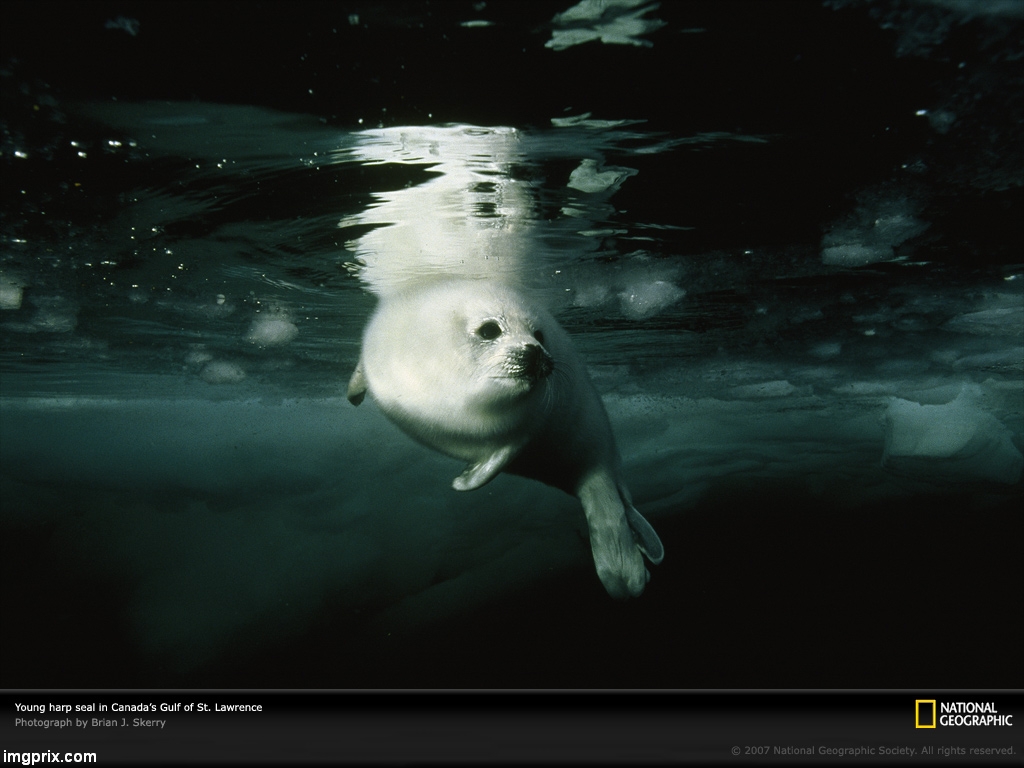 Young harp seal in Canada's Gulf of St. Lawrence
Photograph by Brian J. Skerry
NATIONAL
GEOGRAPHIC
© 2007 National Geographic Society. All rights reserved.
imgprix.com